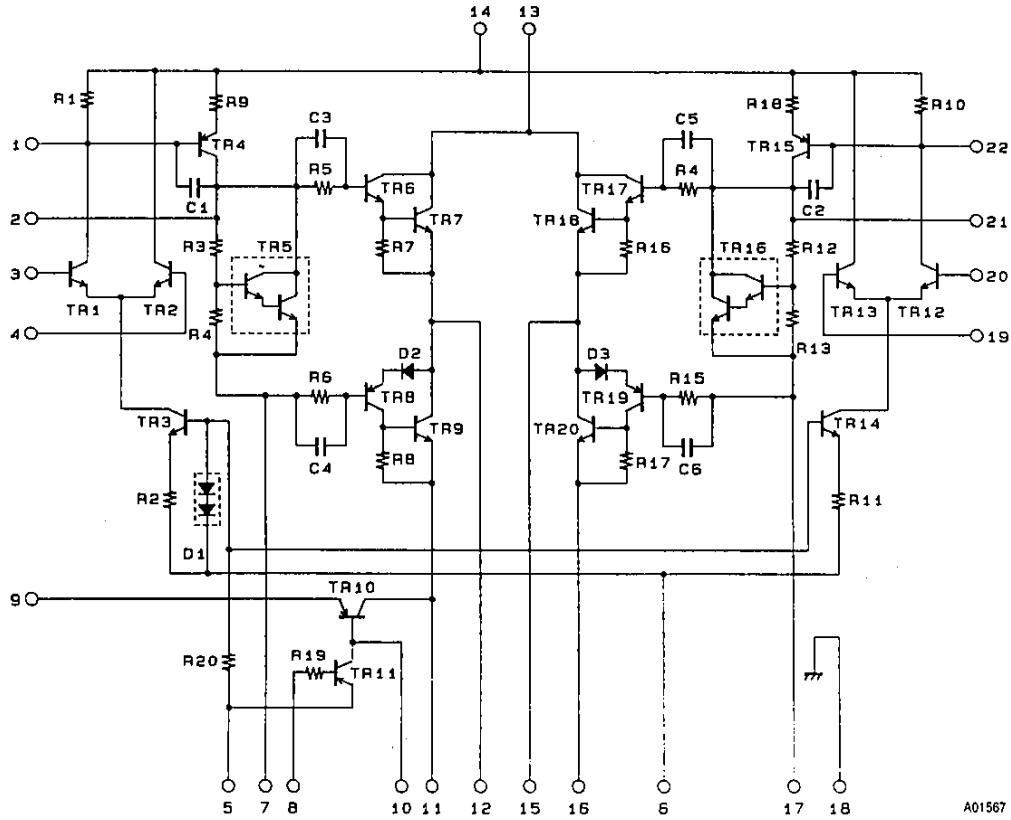 14 13
R1 R9 R18 R10
C3 C5
1 TR4 TR15 22
R5 R4
TR6 TR17
C1 C2
TR7 TR18
2 21
R3 TR5 R7 R16 TR16 R12
3 20
TR1 TR2 TR13 TR12
R4 R13
4 19
D2 D3
R6 R15
TR8 TR19
TR3 TR9 TR20 TR14
R8 R17
C4 C6
R2 R11
D1
TR10
9
R20 R19 TR11
5 7 8 10 11 12 15 16 6 17 18
A01567